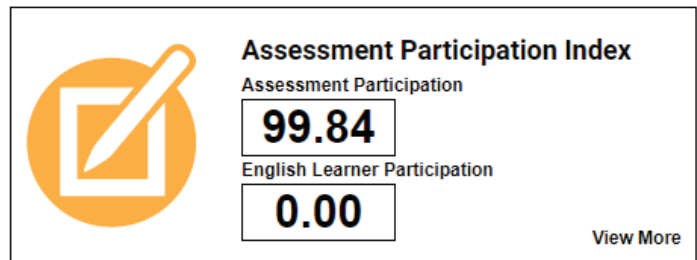 Assessment Participation Index
Assessment Participation
99.84
English Learner Participation
0.00
View More